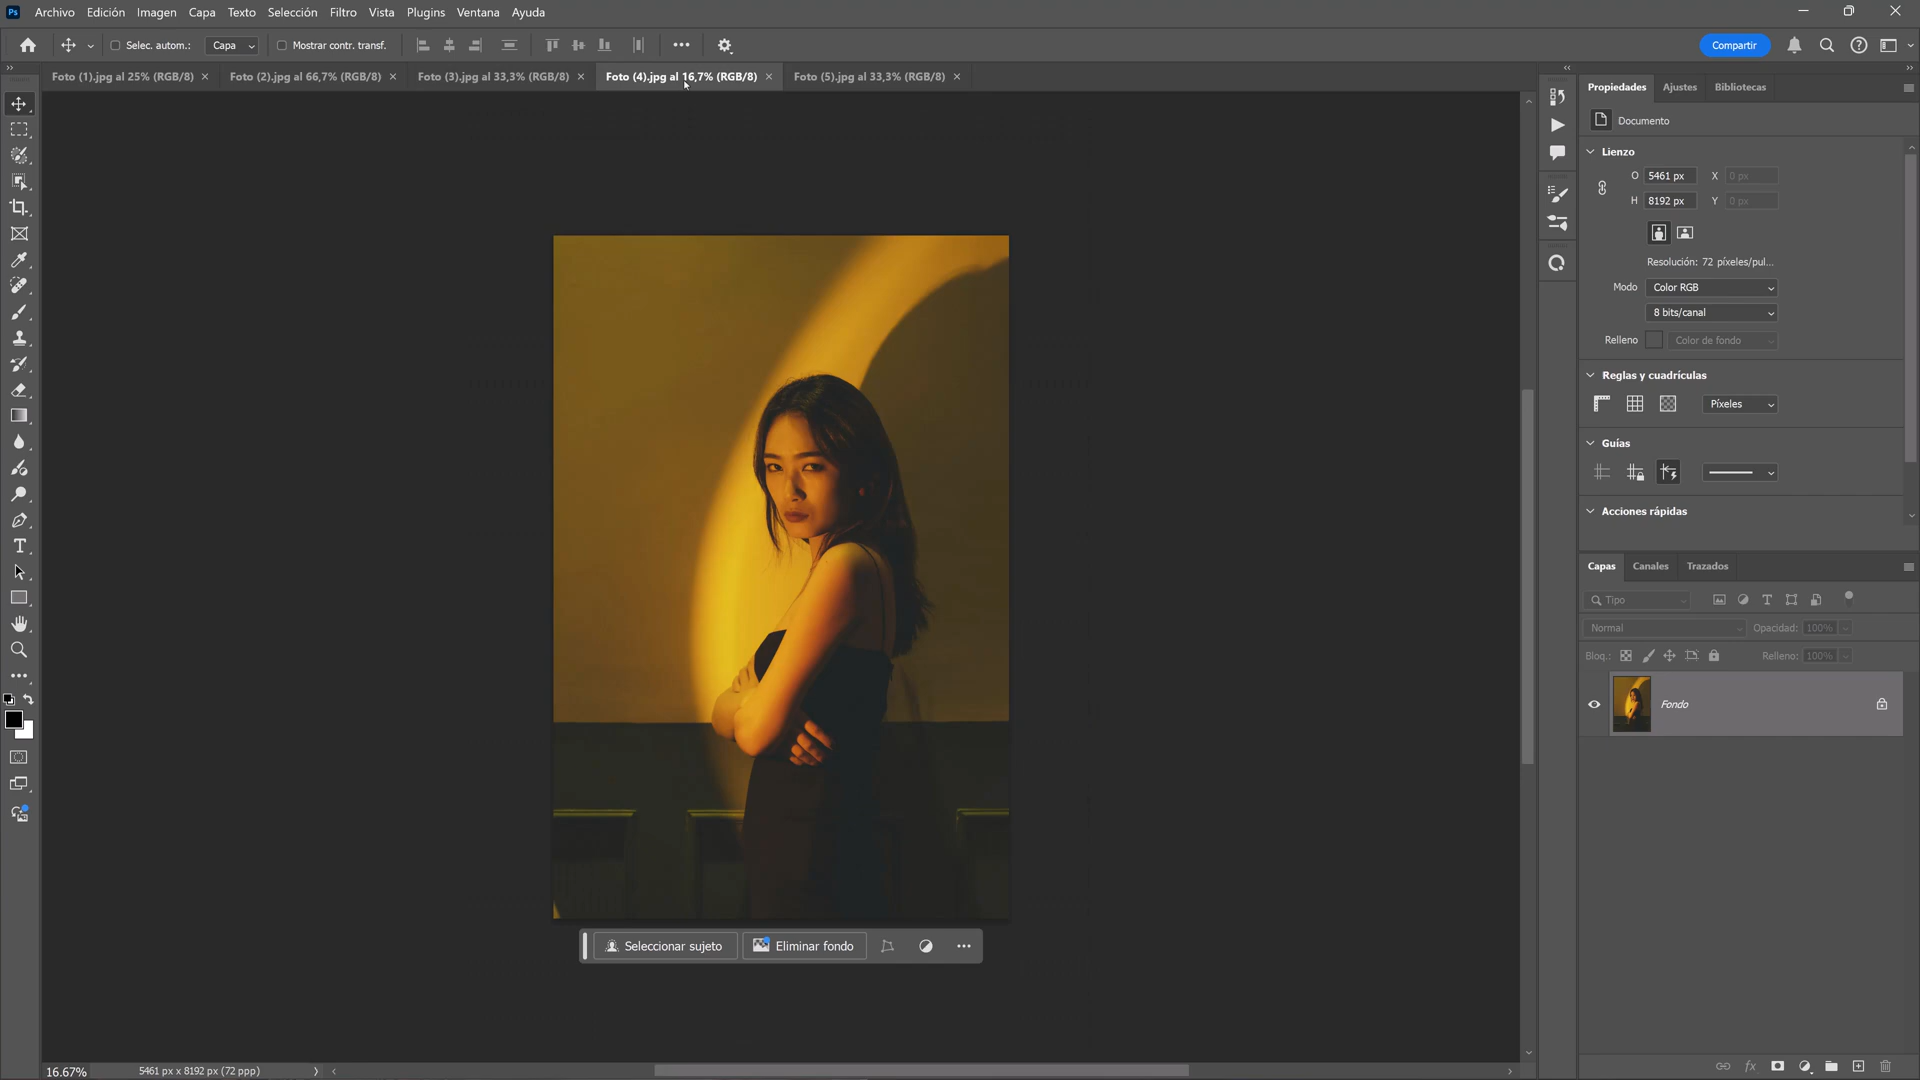 Ps Archivo Edición Imagen Capa Texto Selección Filtro Vista Plugins Ventana Ayuda
Selec. autom.: Capa Mostrar contr. transf. Compartir
Foto (1).jpg al 25% (RGB/8) Foto (2).jpg al 66,7% (RGB/8) Foto (3).jpg al 33,3% (RGB/8) Foto (4).jpg al 16,7% (RGB/8) Foto (5).jpg al 33,3% (RGB/8)
Propiedades Ajustes Bibliotecas
Documento
Lienzo
O 5461 px X 0 px
H 8192 px Y 0 px
Resolución: 72 píxeles/pul...
Modo Color RGB
8 bits/canal
Relleno Color de fondo
Reglas y cuadrículas
Píxeles
Guías
Acciones rápidas
Capas Canales Trazados
Tipo
Normal Opacidad: 100%
Bloq.: Relleno: 100%
Fondo
Seleccionar sujeto Eliminar fondo
16.67% 5461 px x 8192 px (72 ppp)
fx